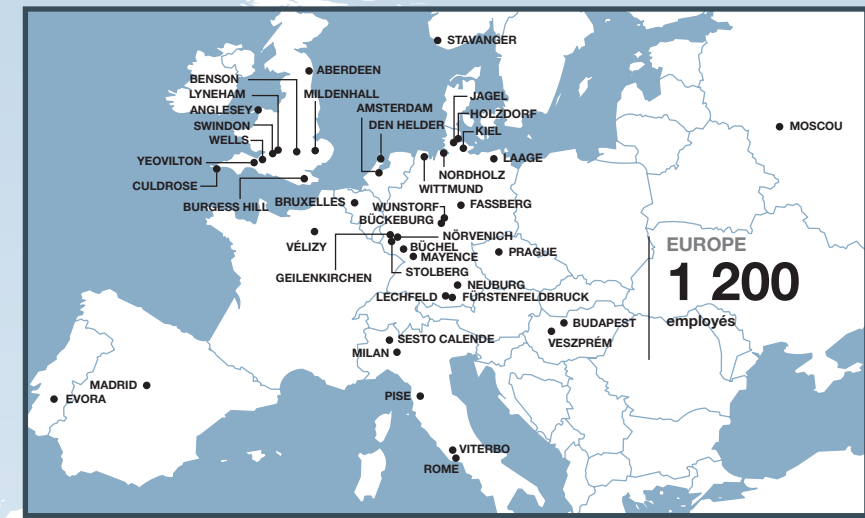 STAVANGER
ABERDEEN
BENSON
LYNEHAM
MILDENHALL
ANGLESEY
SWINDON
WELLS
YEOVILTON
CULDROSE
BURGESS HILL
AMSTERDAM
DEN HELDER
JAGEL
HOLZDORF
KIEL
LAAGE
NORDHOLZ
WITTMUND
MOSCOU
BRUXELLES
WUNSTORF
FASSBERG
BÜCKEBURG
VÉLIZY
NÖRVENICH
BÜCHEL
MAYENCE
PRAGUE
GEILENKIRCHEN
STOLBERG
NEUBURG
LECHFELD
FÜRSTENFELDBRUCK
EUROPE
1 200
employés
BUDAPEST
VESZPRÉM
SESTO CALENDE
MILAN
MADRID
EVORA
PISE
VITERBO
ROME